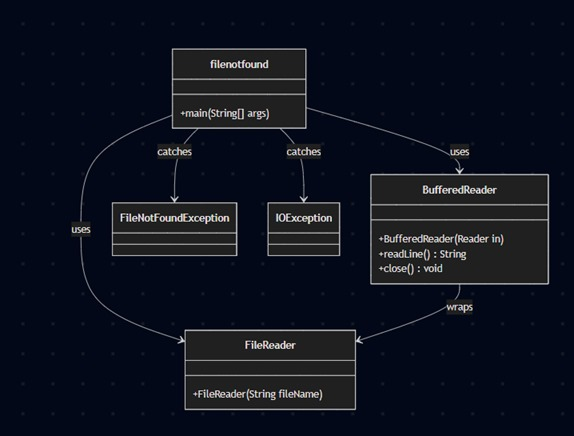 filenotfound
+main(String[] args)
catches
catches
uses
FileNotFoundException
IOException
BufferedReader
+BufferedReader(Reader in)
+readLine() : String
+close() : void
uses
wraps
FileReader
+FileReader(String fileName)